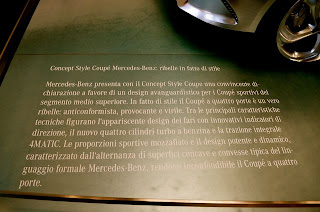 Concept Style Coupé Mercedes-Benz: ribelle in fatto di stile
Mercedes-Benz presenta con il Concept Style Coupe una convincente di-
chiarazione a favore di un design avanguardistico per i Coupé sportivi del
segmento medio superiore. In fatto di stile il Coupé a quattro porte è un vero
ribelle: anticonformista, provocante e virile. Tra le principali caratteristiche
tecniche figurano l'appariscente design dei fari con innovativi indicatori di
direzione, il nuovo quattro cilindri turbo a benzina e la trazione integrale
4MATIC. Le proporzioni sportive mozzafiato e il design potente e dinamico,
caratterizzato dall'alternanza di superfici concave e convesse tipica del lin-
guaggio formale Mercedes-Benz, rendono inconfondibile il Coupé a quattro
porte.